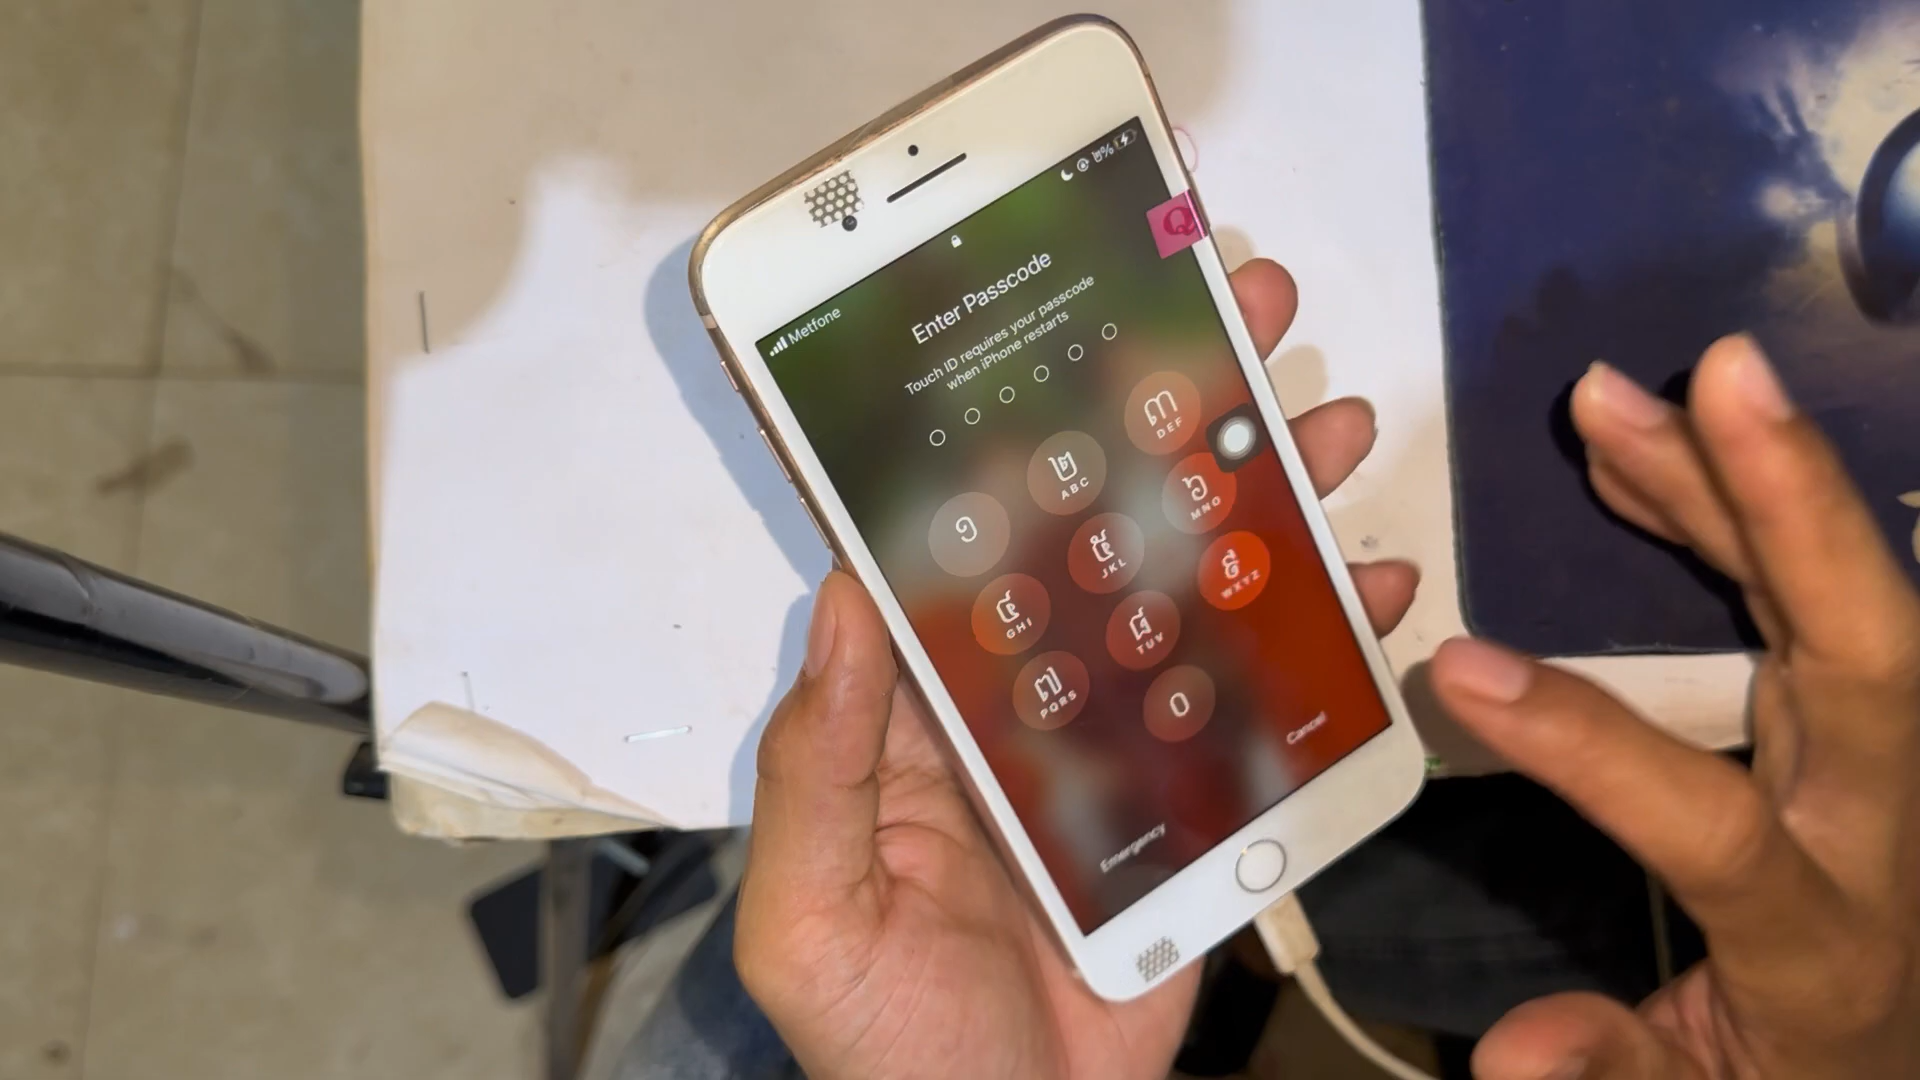 Metfone
២%
Enter Passcode
Touch ID requires your passcode
when iPhone restarts
១
២
ABC
៣
DEF
៤
GHI
៥
JKL
៦
MNO
៧
PQRS
៨
TUV
៩
WXYZ
០
Emergency
Cancel
Q